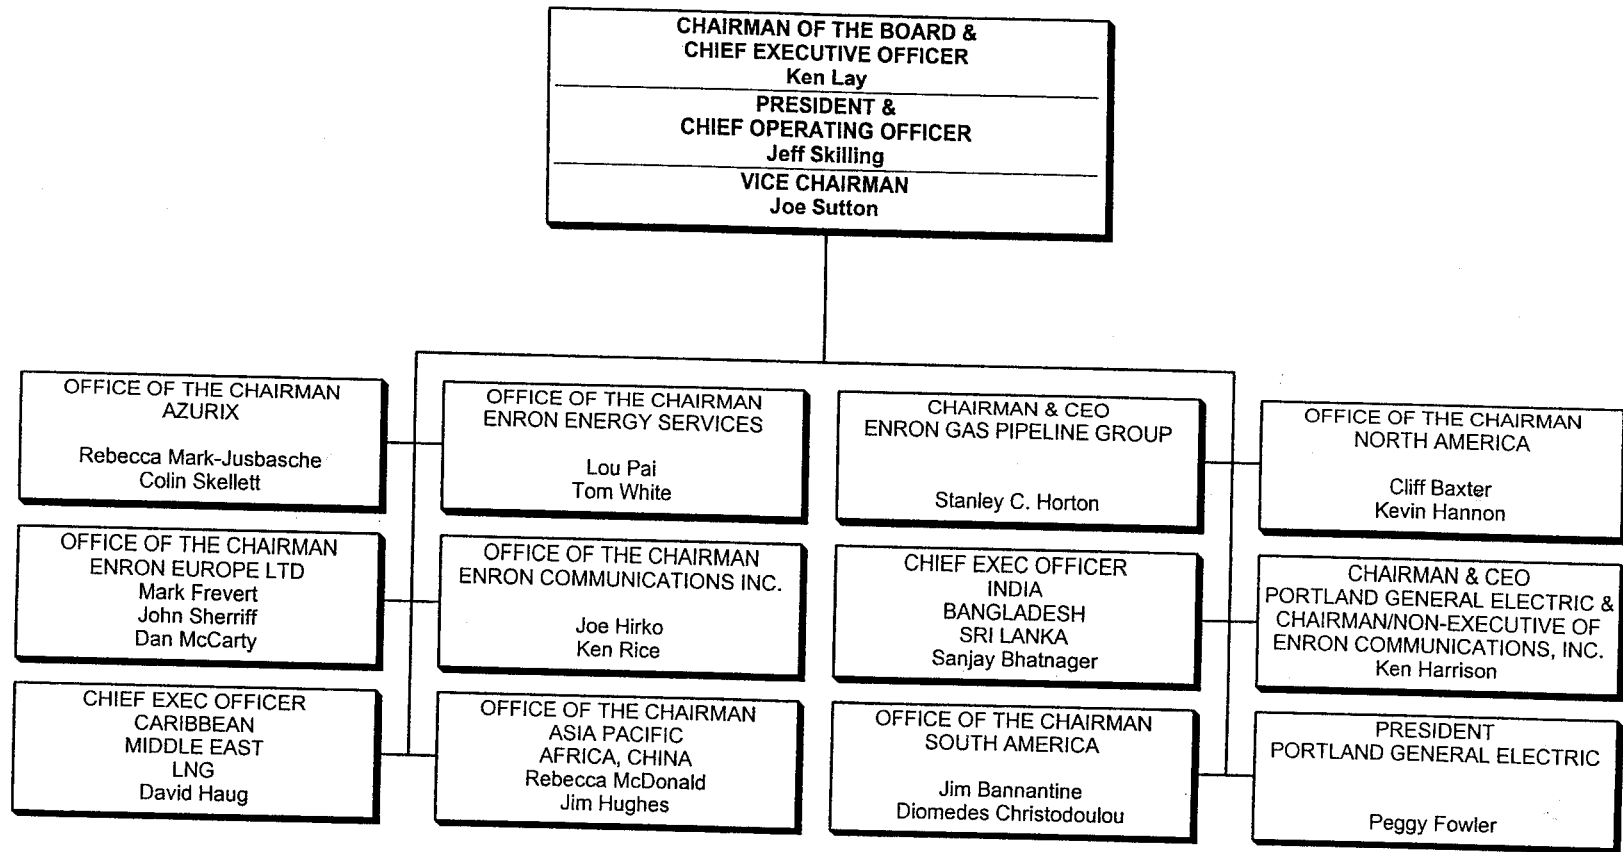 CHAIRMAN OF THE BOARD &
CHIEF EXECUTIVE OFFICER
Ken Lay
PRESIDENT &
CHIEF OPERATING OFFICER
Jeff Skilling
VICE CHAIRMAN
Joe Sutton
OFFICE OF THE CHAIRMAN
AZURIX
Rebecca Mark-Jusbasche
Colin Skellett
OFFICE OF THE CHAIRMAN
ENRON ENERGY SERVICES
Lou Pai
Tom White
CHAIRMAN & CEO
ENRON GAS PIPELINE GROUP
Stanley C. Horton
OFFICE OF THE CHAIRMAN
NORTH AMERICA
Cliff Baxter
Kevin Hannon
OFFICE OF THE CHAIRMAN
ENRON EUROPE LTD
Mark Frevert
John Sherriff
Dan McCarty
OFFICE OF THE CHAIRMAN
ENRON COMMUNICATIONS INC.
Joe Hirko
Ken Rice
CHIEF EXEC OFFICER
INDIA
BANGLADESH
SRI LANKA
Sanjay Bhatnager
CHAIRMAN & CEO
PORTLAND GENERAL ELECTRIC &
CHAIRMAN/NON-EXECUTIVE OF
ENRON COMMUNICATIONS, INC.
Ken Harrison
CHIEF EXEC OFFICER
CARIBBEAN
MIDDLE EAST
LNG
David Haug
OFFICE OF THE CHAIRMAN
ASIA PACIFIC
AFRICA, CHINA
Rebecca McDonald
Jim Hughes
OFFICE OF THE CHAIRMAN
SOUTH AMERICA
Jim Bannantine
Diomedes Christodoulou
PRESIDENT
PORTLAND GENERAL ELECTRIC
Peggy Fowler